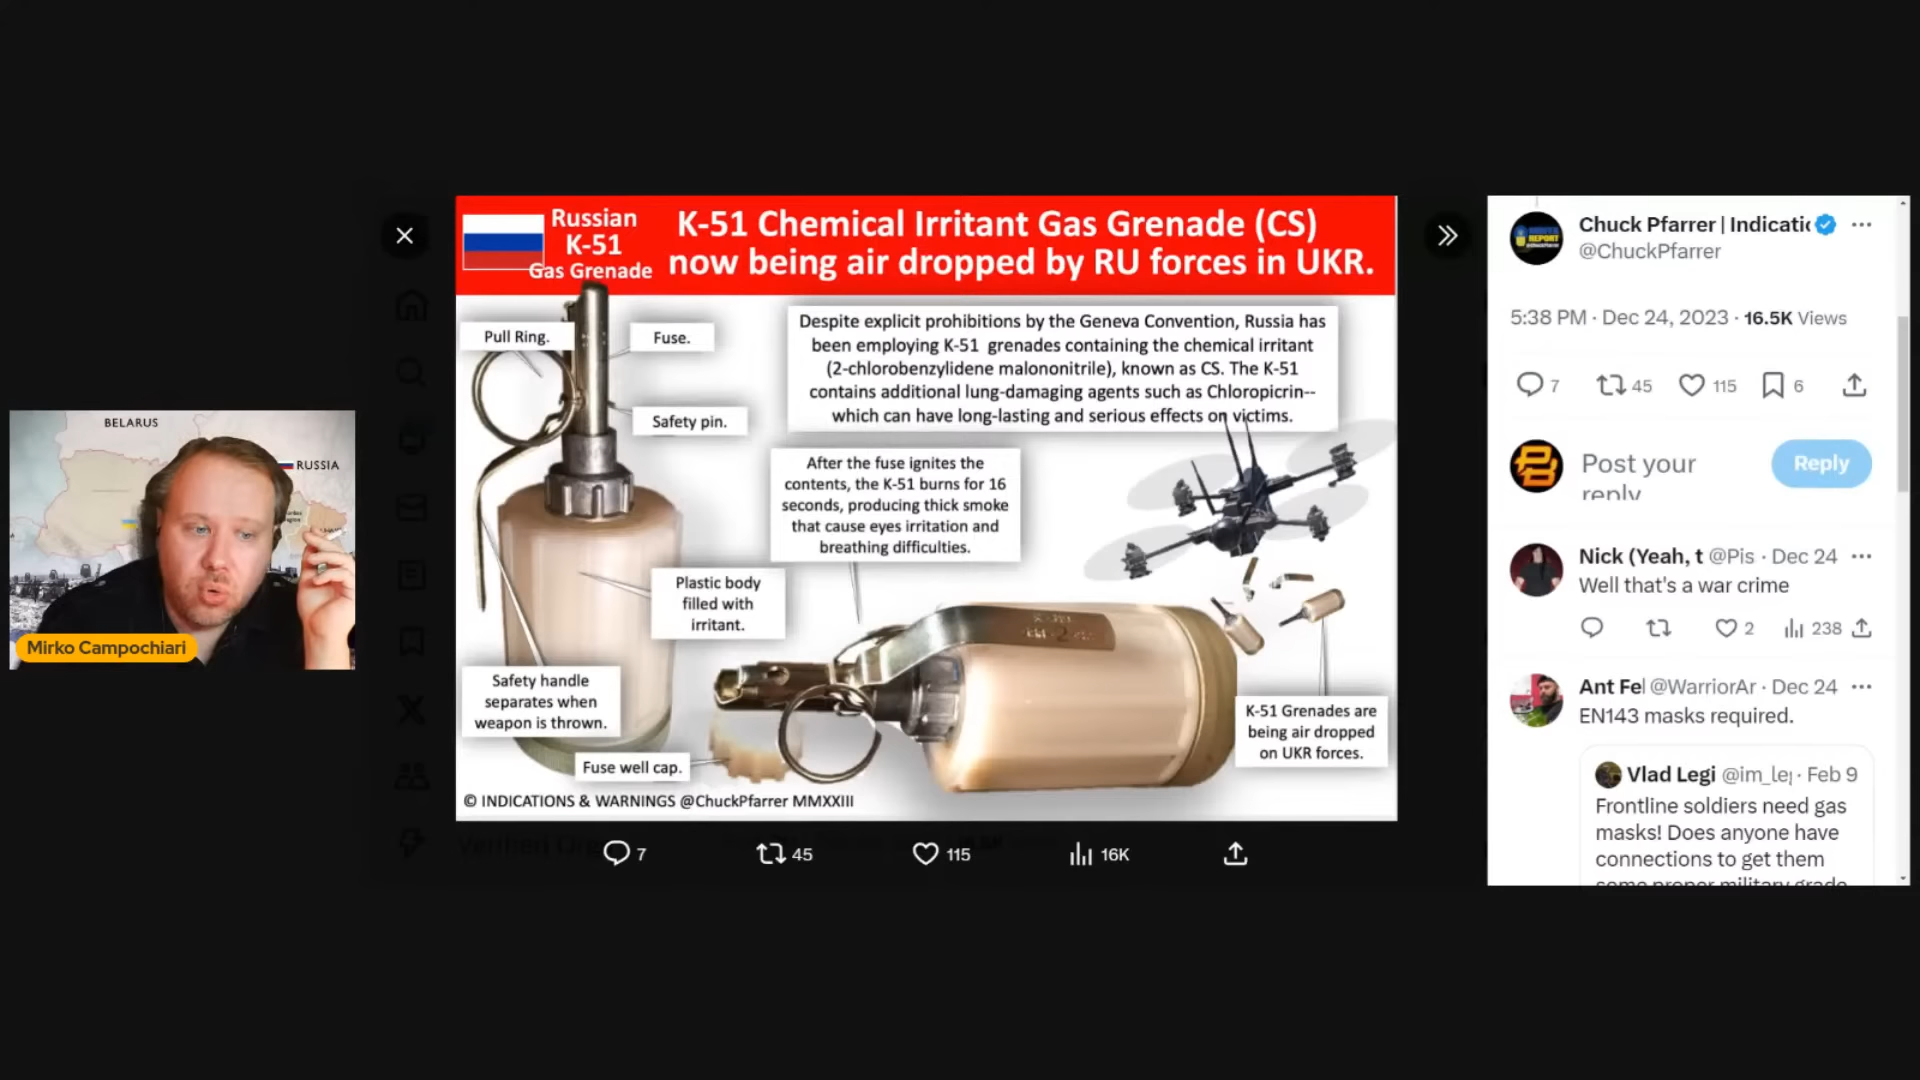 BELARUS
RUSSIA
Mirko Campochiari
Russian
K-51
Gas Grenade
K-51 Chemical Irritant Gas Grenade (CS)
now being air dropped by RU forces in UKR.
Pull Ring.
Fuse.
Safety pin.
Despite explicit prohibitions by the Geneva Convention, Russia has
been employing K-51 grenades containing the chemical irritant
(2-chlorobenzylidene malononitrile), known as CS. The K-51
contains additional lung-damaging agents such as Chloropicrin--
which can have long-lasting and serious effects on victims.
After the fuse ignites the
contents, the K-51 burns for 16
seconds, producing thick smoke
that cause eyes irritation and
breathing difficulties.
Plastic body
filled with
irritant.
Safety handle
separates when
weapon is thrown.
Fuse well cap.
K-51 Grenades are
being air dropped
on UKR forces.
© INDICATIONS & WARNINGS @ChuckPfarrer MMXXIII
7
45
115
16K
Chuck Pfarrer | Indicatic
@ChuckPfarrer
5:38 PM · Dec 24, 2023 · 16.5K Views
7 45 115 6
Post your
reply
Reply
Nick (Yeah, t @Pis · Dec 24
Well that's a war crime
2 238
Ant Fel @WarriorAr · Dec 24
EN143 masks required.
Vlad Legi @im_leg · Feb 9
Frontline soldiers need gas
masks! Does anyone have
connections to get them
some proper military grade